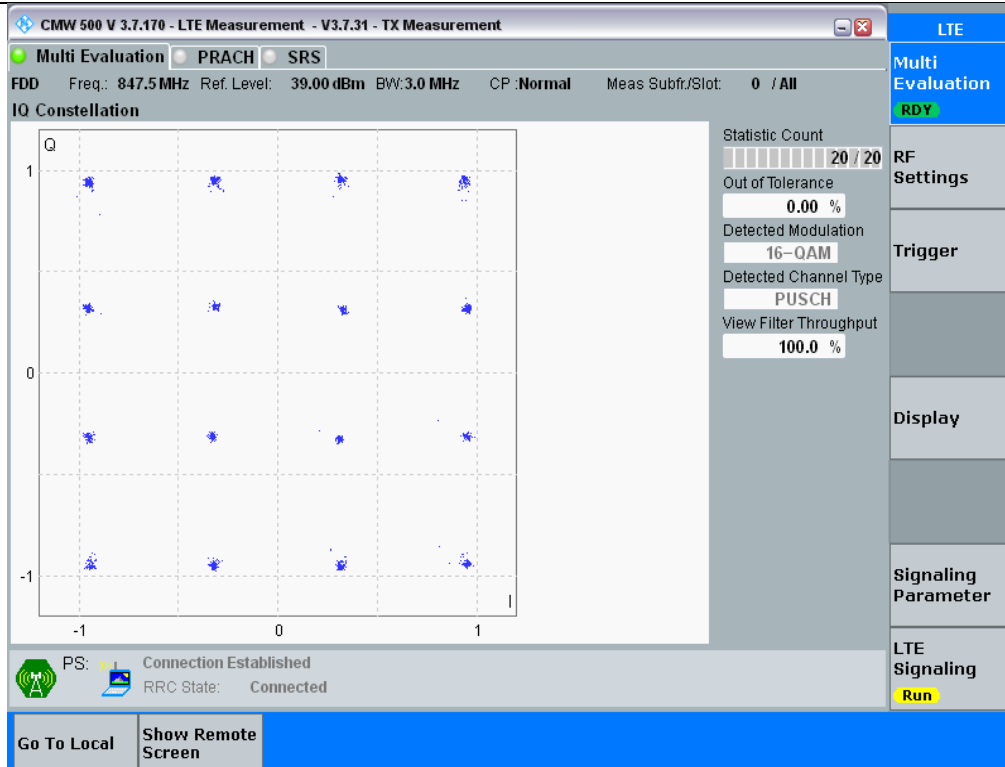 CMW 500 V 3.7.170 - LTE Measurement - V3.7.31 - TX Measurement
LTE
Multi Evaluation PRACH SRS
FDD Freq.: 847.5 MHz Ref. Level: 39.00 dBm BW: 3.0 MHz CP : Normal Meas Subfr./Slot: 0 / All
IQ Constellation
Q
1
0
-1
-1 0 1
I
Statistic Count
20 / 20
Out of Tolerance
0.00 %
Detected Modulation
16-QAM
Detected Channel Type
PUSCH
View Filter Throughput
100.0 %
Multi
Evaluation
RDY
RF
Settings
Trigger
Display
Signaling
Parameter
LTE
Signaling
Run
PS: Connection Established
RRC State: Connected
Go To Local
Show Remote
Screen